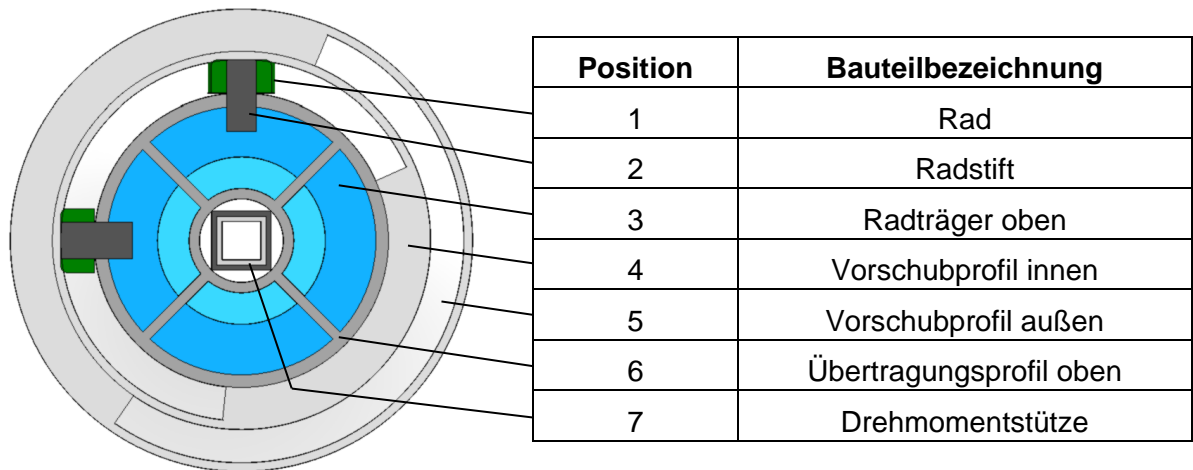 Position Bauteilbezeichnung
1 Rad
2 Radstift
3 Radträger oben
4 Vorschubprofil innen
5 Vorschubprofil außen
6 Übertragungsprofil oben
7 Drehmomentstütze